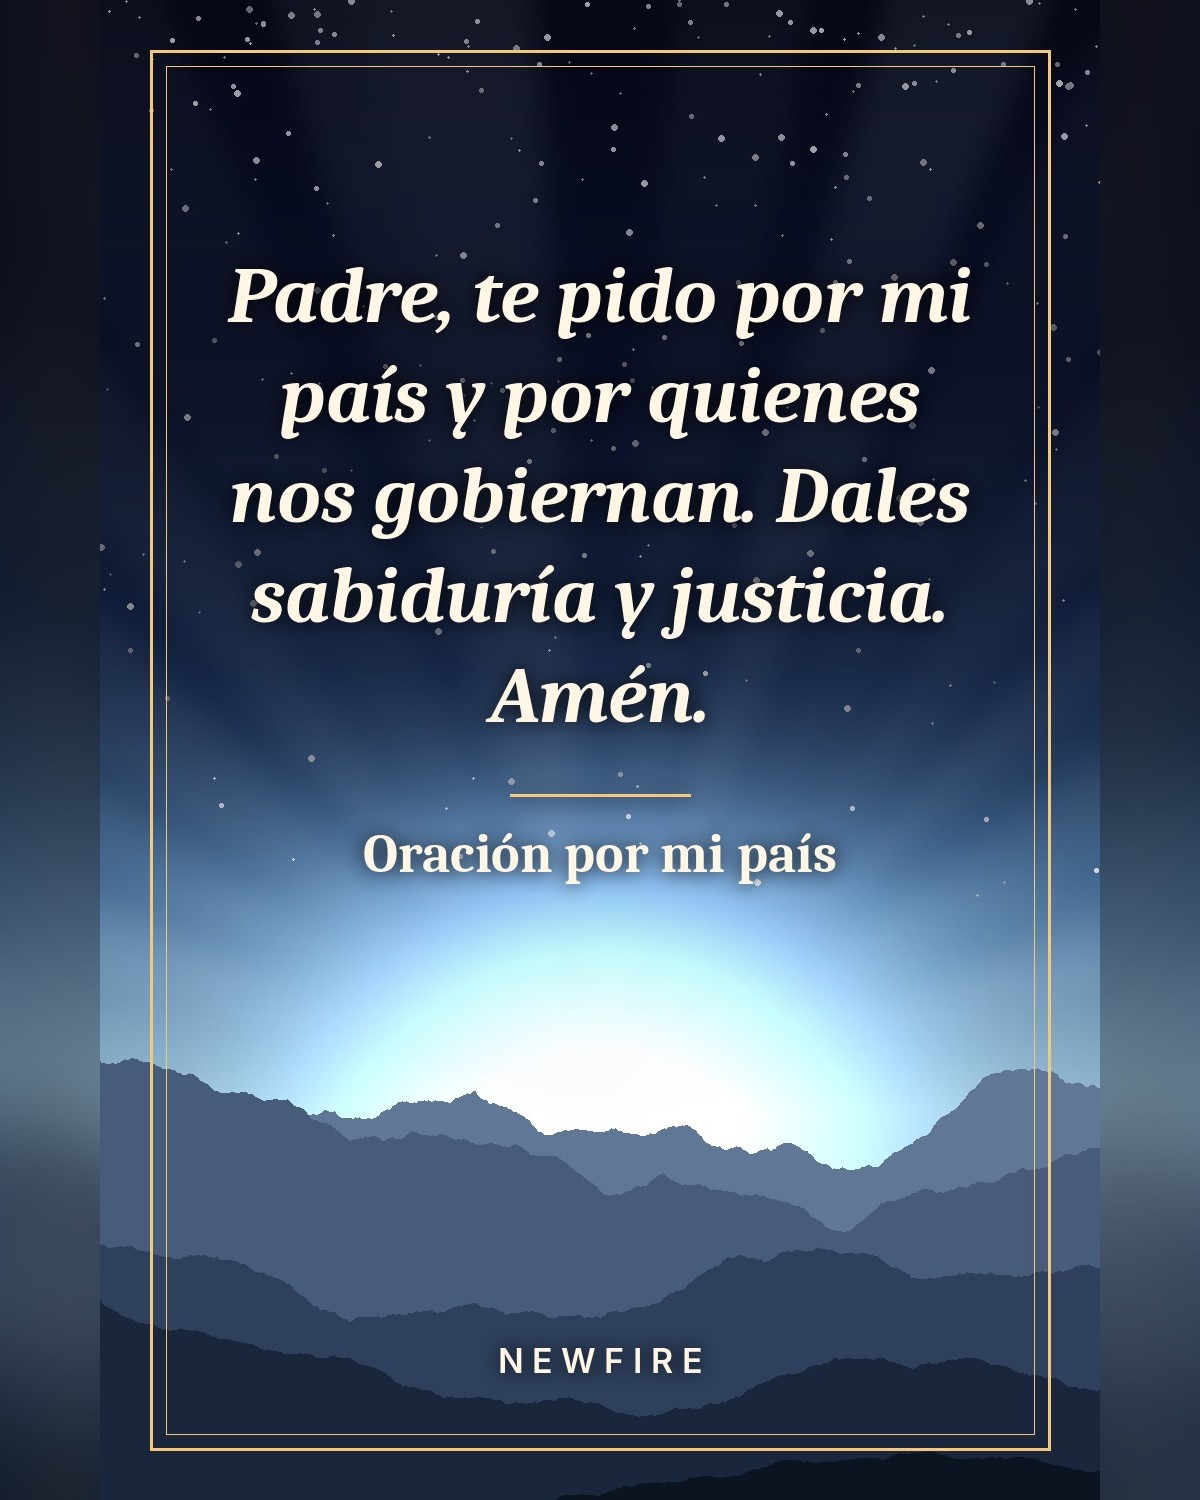 Padre, te pido por mi
país y por quienes
nos gobiernan. Dales
sabiduría y justicia.
Amén.
Oración por mi país
NEWFIRE